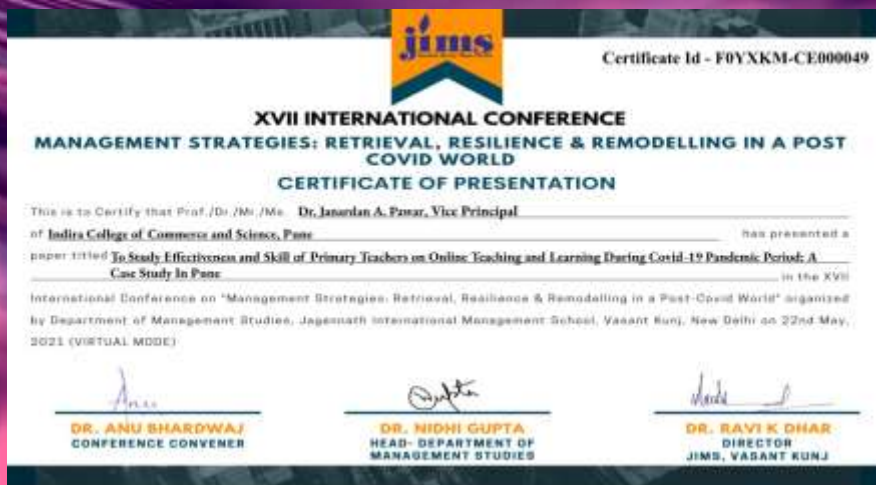 jims
Certificate Id - F0YXKM-CE000049
XVII INTERNATIONAL CONFERENCE
MANAGEMENT STRATEGIES: RETRIEVAL, RESILIENCE & REMODELLING IN A POST
COVID WORLD
CERTIFICATE OF PRESENTATION
This is to Certify that Prof./Dr./Mr./Ms. Dr. Janardan A. Pawar, Vice Principal
of Indira College of Commerce and Science, Pune has presented a
paper titled To Study Effectiveness and Skill of Primary Teachers on Online Teaching and Learning During Covid-19 Pandemic Period: A
Case Study In Pune in the XVII
International Conference on "Management Strategies: Retrieval, Resilience & Remodelling in a Post-Covid World" organized
by Department of Management Studies, Jagannath International Management School, Vasant Kunj, New Delhi on 22nd May,
2021 (VIRTUAL MODE)
DR. ANU BHARDWAJ
CONFERENCE CONVENER
DR. NIDHI GUPTA
HEAD- DEPARTMENT OF
MANAGEMENT STUDIES
DR. RAVI K DHAR
DIRECTOR
JIMS, VASANT KUNJ